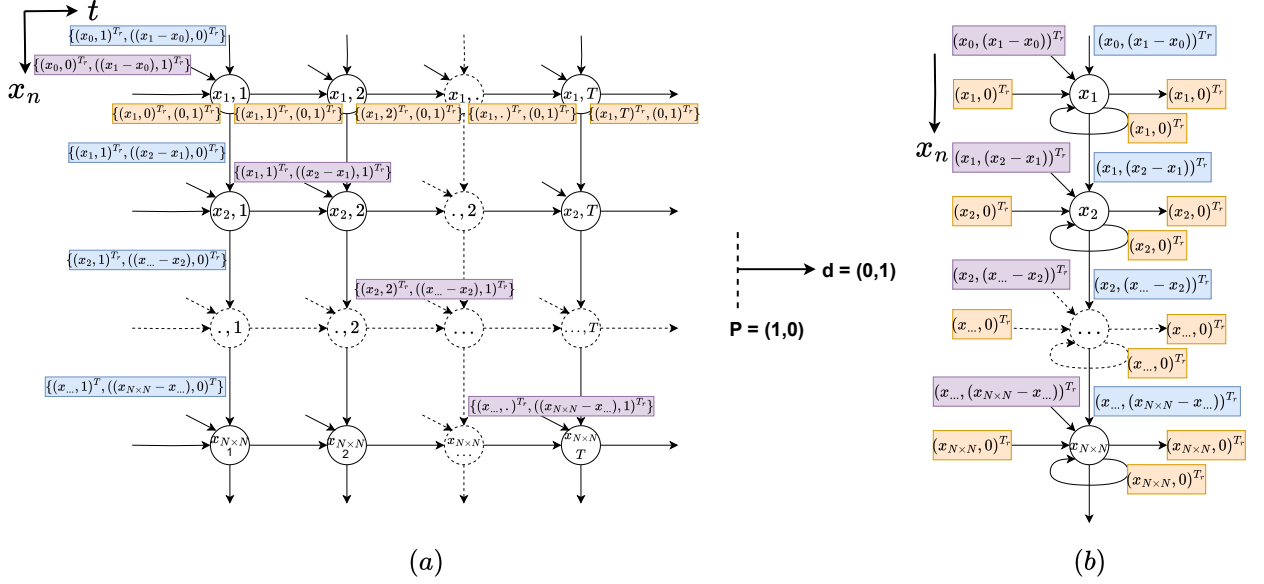 t
x_n
{(x_0, 1)^{T_r}, ((x_1 − x_0), 0)^{T_r}}
{(x_0, 0)^{T_r}, ((x_1 − x_0), 1)^{T_r}}
x_1, 1
x_1, 2
x_1, .
x_1, T
{(x_1, 0)^{T_r}, (0, 1)^{T_r}}
{(x_1, 1)^{T_r}, (0, 1)^{T_r}}
{(x_1, 2)^{T_r}, (0, 1)^{T_r}}
{(x_1, .)^{T_r}, (0, 1)^{T_r}}
{(x_1, T)^{T_r}, (0, 1)^{T_r}}
{(x_1, 1)^{T_r}, ((x_2 − x_1), 0)^{T_r}}
{(x_1, 1)^{T_r}, ((x_2 − x_1), 1)^{T_r}}
x_2, 1
x_2, 2
., 2
x_2, T
{(x_2, 1)^{T_r}, ((x_{...} − x_2), 0)^{T_r}}
{(x_2, 2)^{T_r}, ((x_{...} − x_2), 1)^{T_r}}
., 1
., 2
...
..., T
{(x_{...}, 1)^T, ((x_{N×N} − x_{...}), 0)^T}
{(x_{...}, .)^{T_r}, ((x_{N×N} − x_{...}), 1)^{T_r}}
x_{N×N}
1
x_{N×N}
2
x_{N×N}
...
x_{N×N}
T
(a)
d = (0,1)
P = (1,0)
x_n
(x_0, (x_1 − x_0))^{T_r}
(x_0, (x_1 − x_0))^{Tr}
(x_1, 0)^{T_r}
x_1
(x_1, 0)^{T_r}
(x_1, 0)^{T_r}
(x_1, (x_2 − x_1))^{T_r}
(x_1, (x_2 − x_1))^{T_r}
(x_2, 0)^{T_r}
x_2
(x_2, 0)^{T_r}
(x_2, 0)^{T_r}
(x_2, (x_{...} − x_2))^{T_r}
(x_2, (x_{...} − x_2))^{T_r}
(x_{...}, 0)^{T_r}
...
(x_{...}, 0)^{T_r}
(x_{...}, 0)^{T_r}
(x_{...}, (x_{N×N} − x_{...}))^{T_r}
(x_{...}, (x_{N×N} − x_{...}))^{T_r}
(x_{N×N}, 0)^{T_r}
x_{N×N}
(x_{N×N}, 0)^{T_r}
(x_{N×N}, 0)^{T_r}
(b)